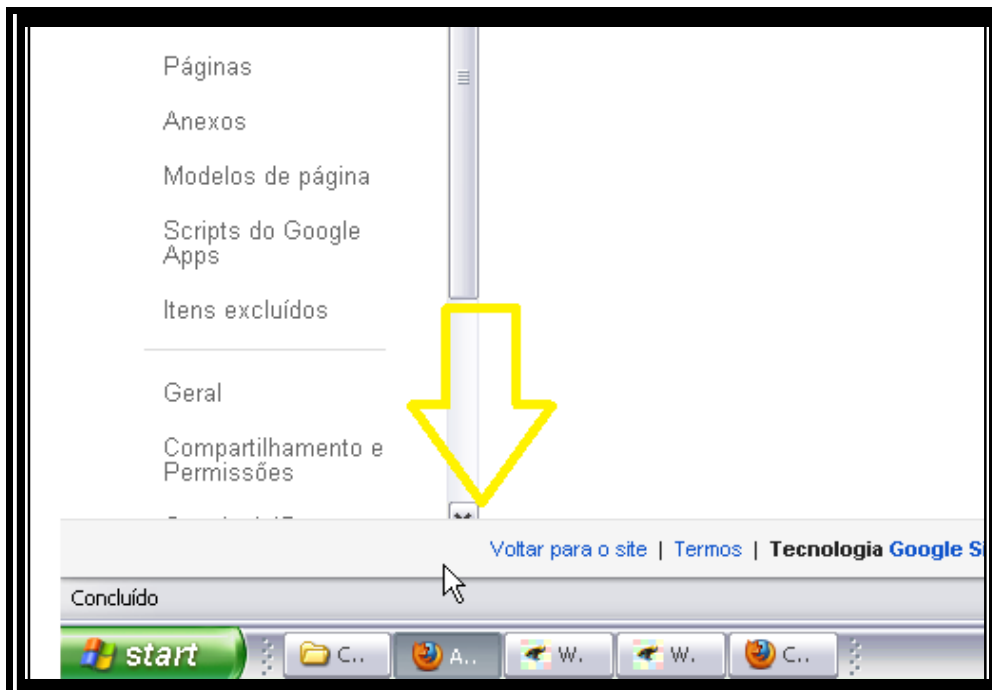 Páginas
Anexos
Modelos de página
Scripts do Google
Apps
Itens excluídos
Geral
Compartilhamento e
Permissões
Voltar para o site | Termos | Tecnologia Google Si
Concluído
start C.. A.. W. W. C..